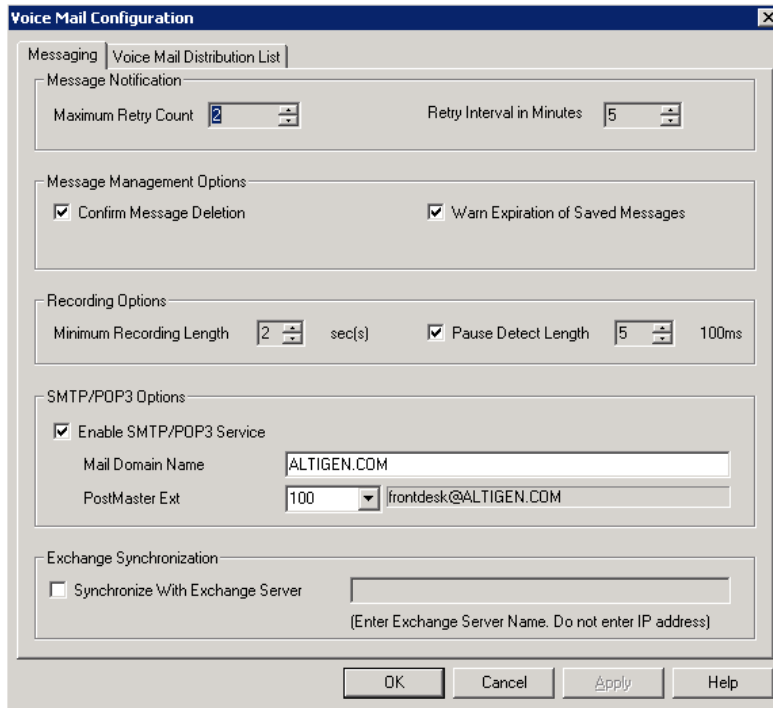 Voice Mail Configuration
Messaging Voice Mail Distribution List
Message Notification
Maximum Retry Count 2 Retry Interval in Minutes 5
Message Management Options
Confirm Message Deletion Warn Expiration of Saved Messages
Recording Options
Minimum Recording Length 2 sec(s) Pause Detect Length 5 100ms
SMTP/POP3 Options
Enable SMTP/POP3 Service
Mail Domain Name ALTIGEN.COM
PostMaster Ext 100 frontdesk@ALTIGEN.COM
Exchange Synchronization
Synchronize With Exchange Server
(Enter Exchange Server Name. Do not enter IP address)
OK Cancel Apply Help